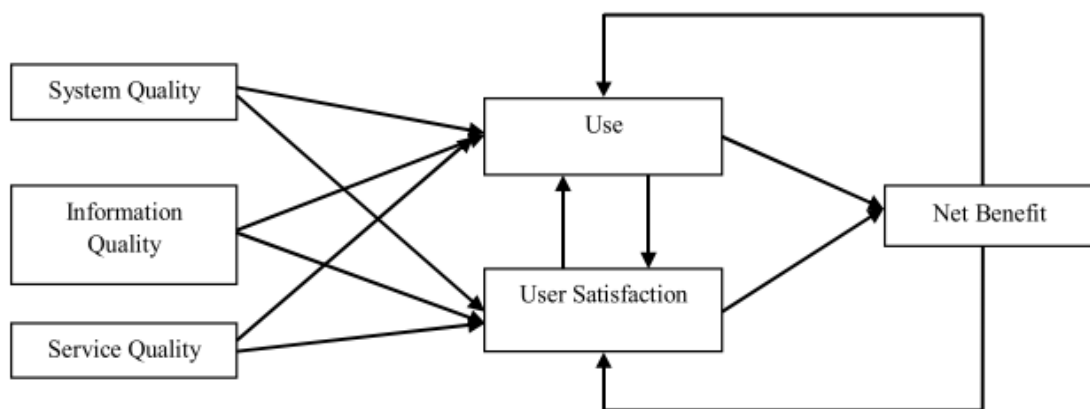 System Quality
Use
Information
Quality
Net Benefit
User Satisfaction
Service Quality